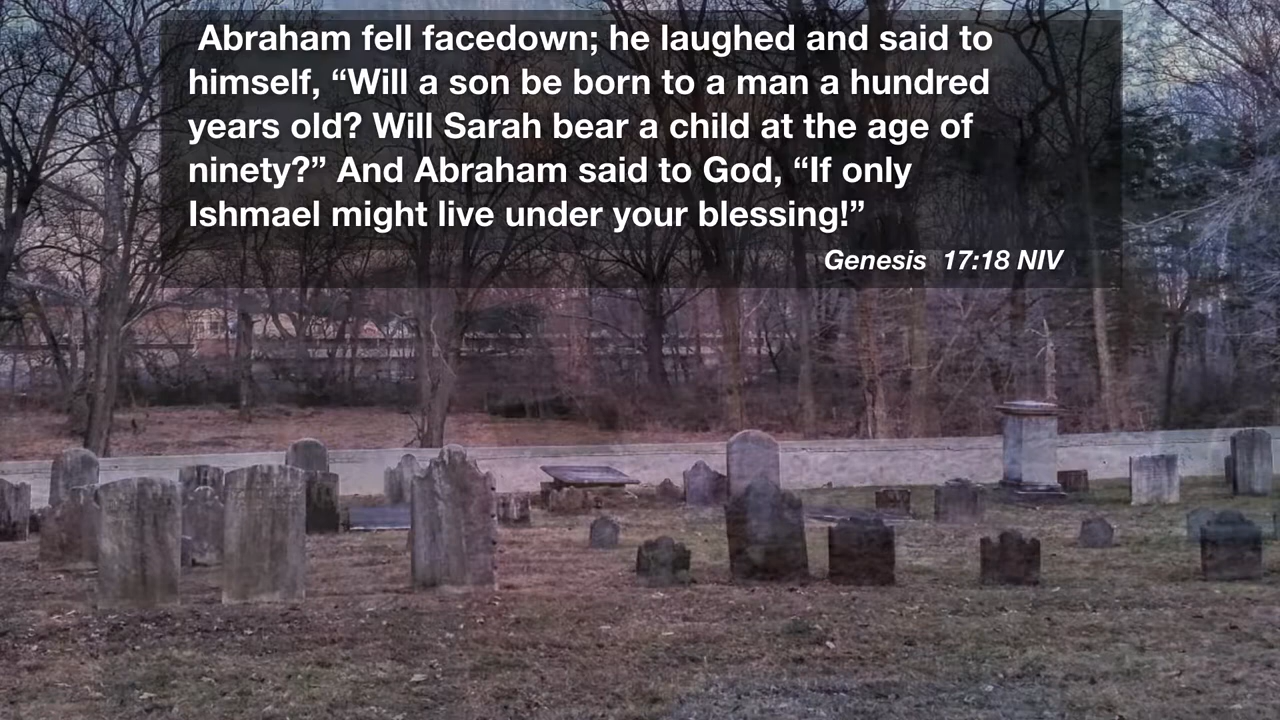 Abraham fell facedown; he laughed and said to
himself, “Will a son be born to a man a hundred
years old? Will Sarah bear a child at the age of
ninety?” And Abraham said to God, “If only
Ishmael might live under your blessing!”
Genesis 17:18 NIV